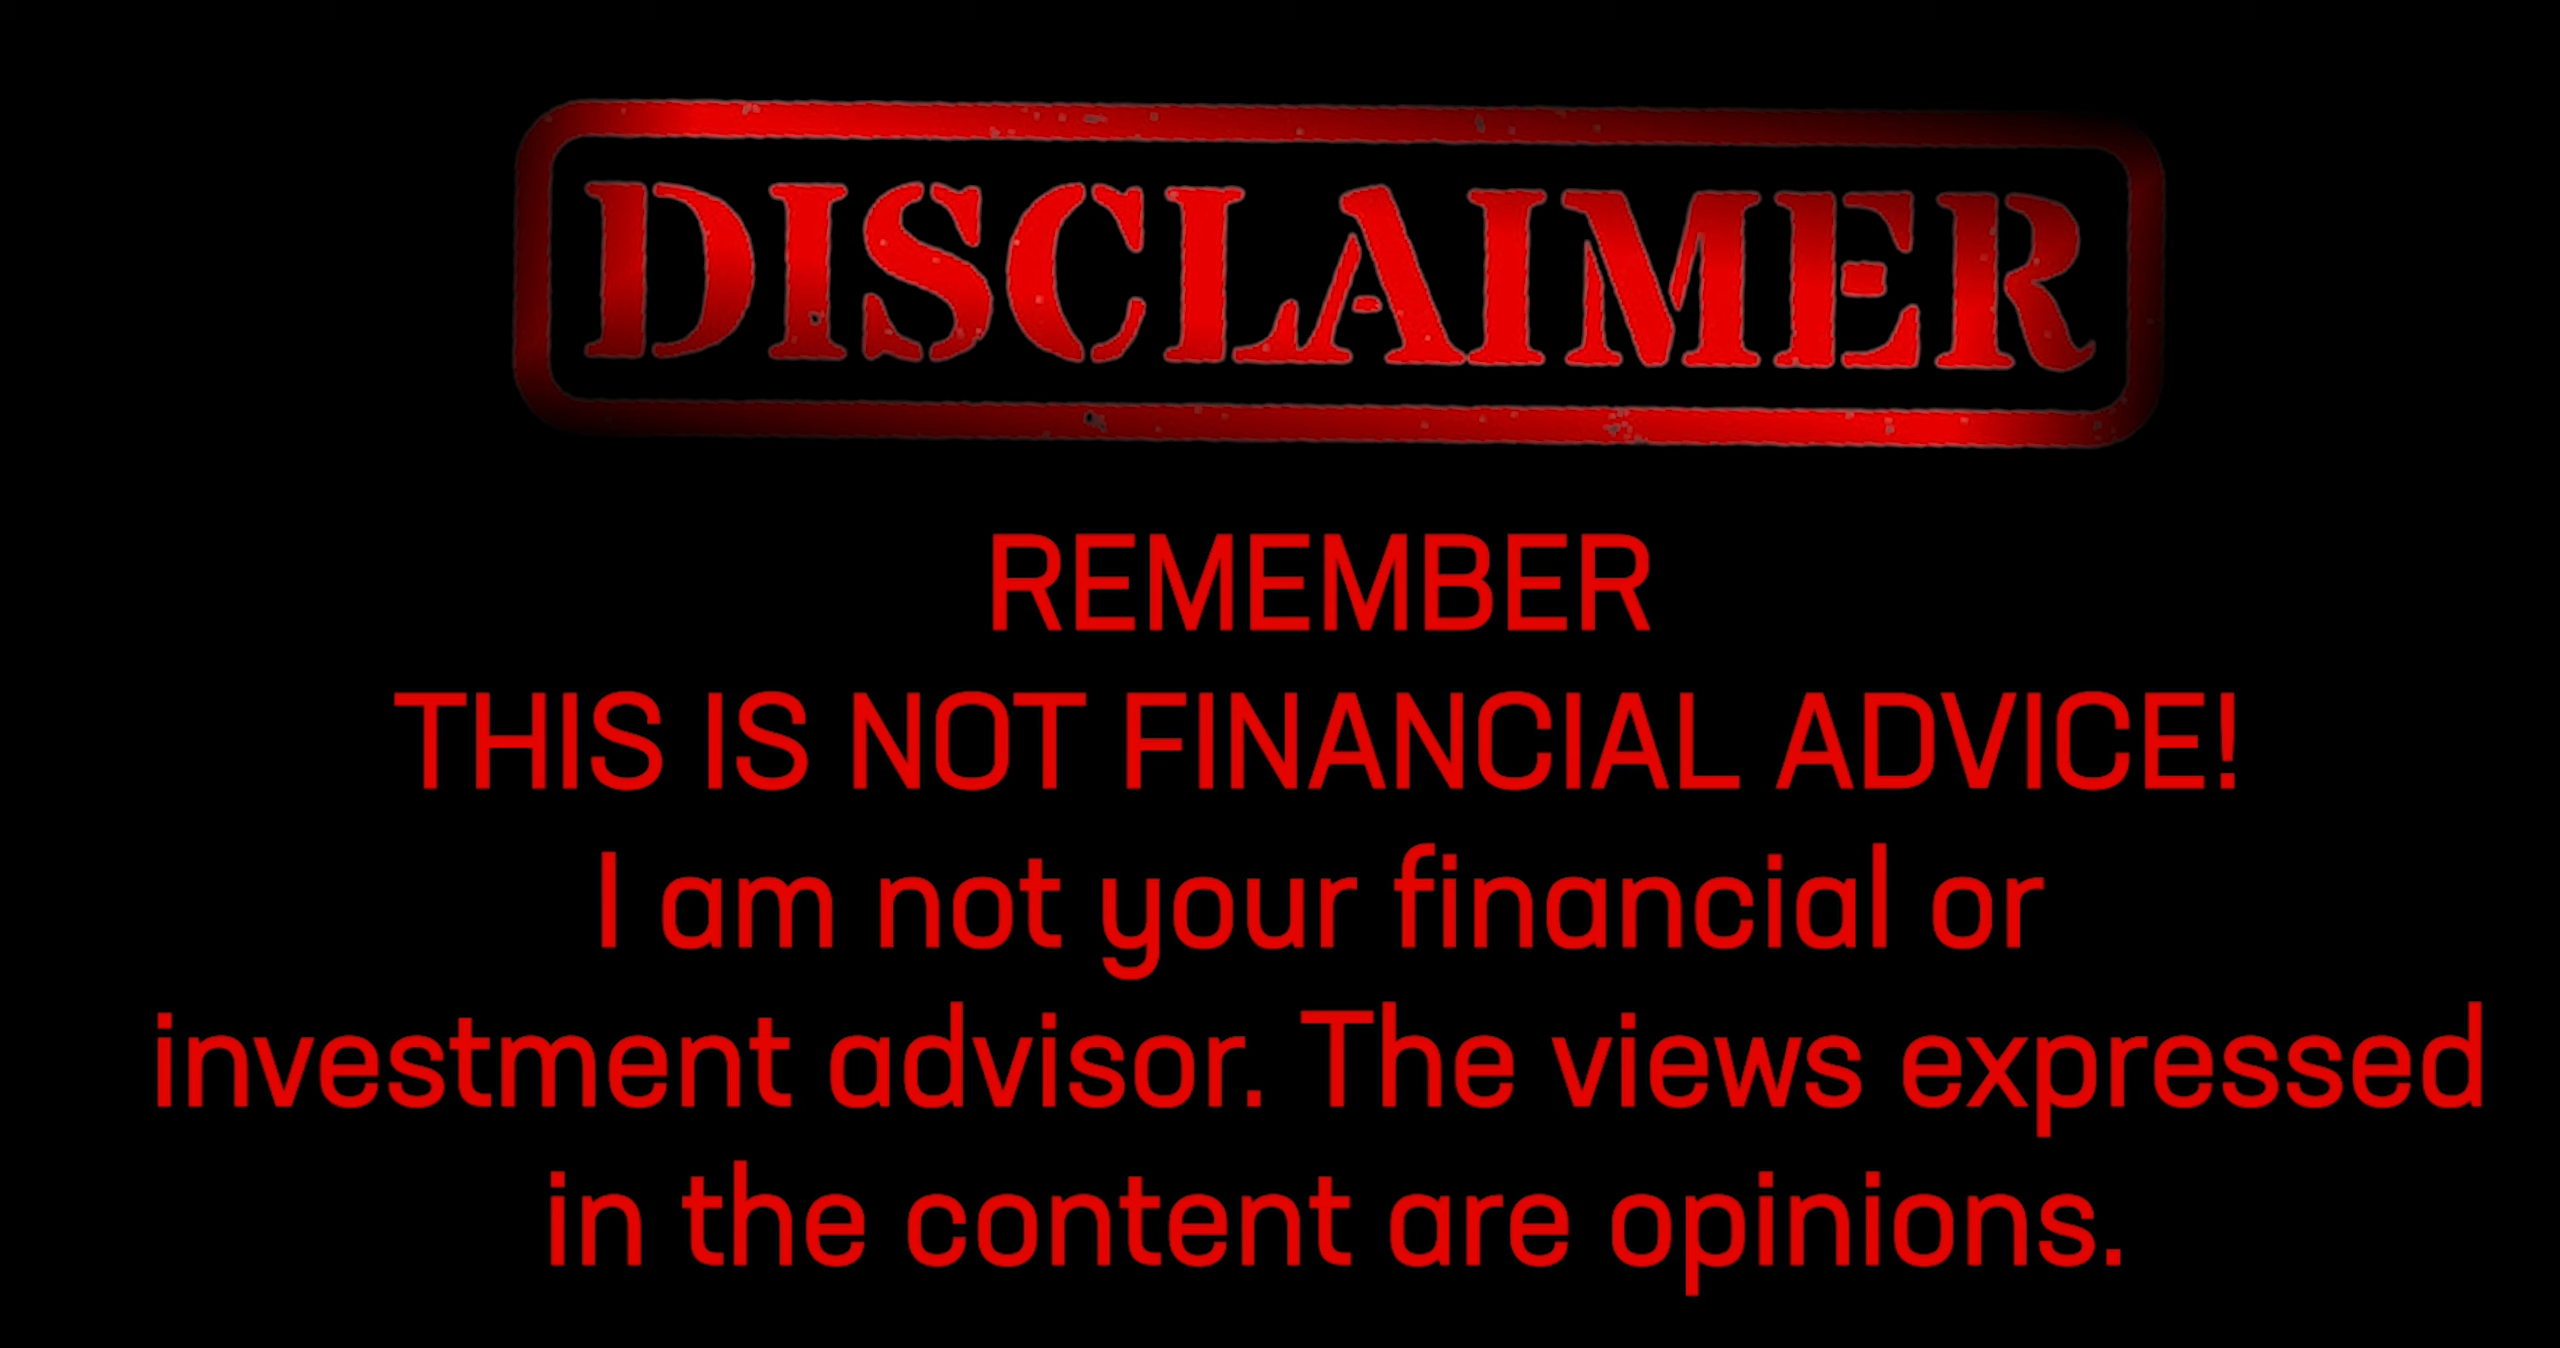 DISCLAIMER
REMEMBER
THIS IS NOT FINANCIAL ADVICE!
I am not your financial or
investment advisor. The views expressed
in the content are opinions.